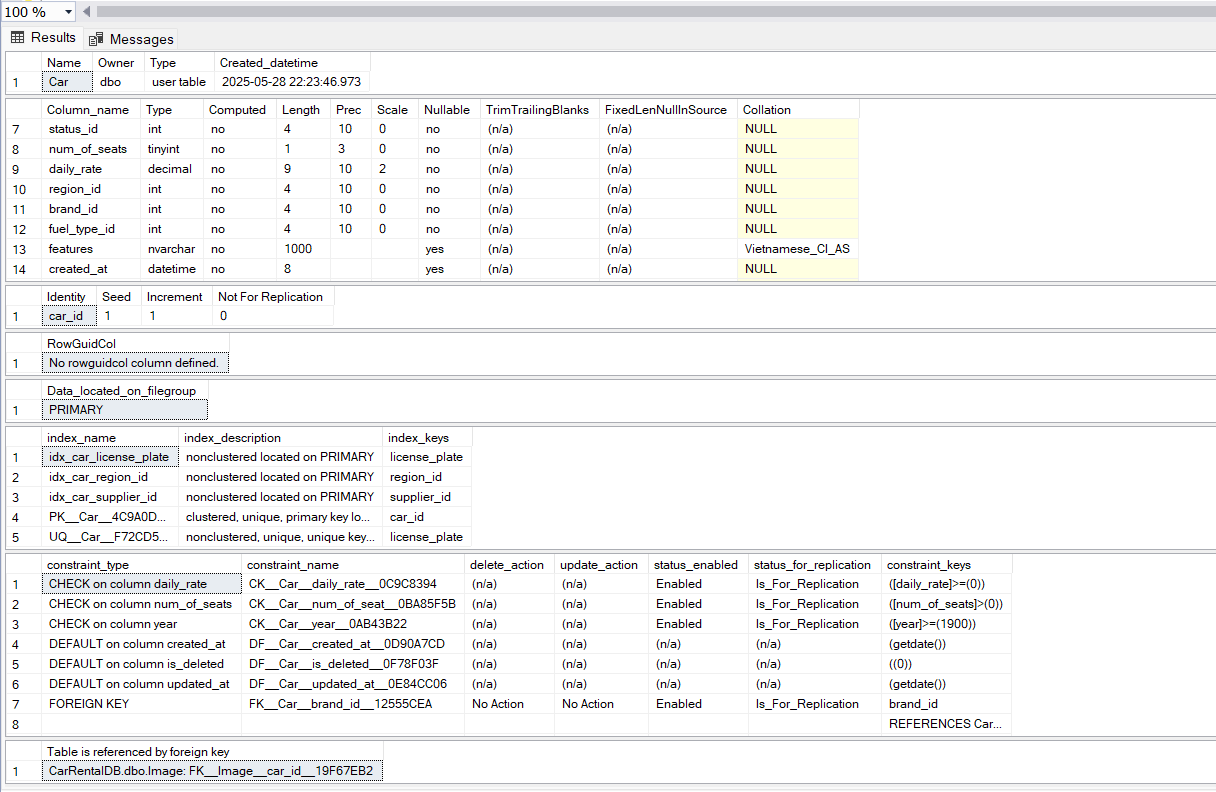 100 %
Results Messages
Name Owner Type Created_datetime
1 Car dbo user table 2025-05-28 22:23:46.973
Column_name Type Computed Length Prec Scale Nullable TrimTrailingBlanks FixedLenNullInSource Collation
7 status_id int no 4 10 0 no (n/a) (n/a) NULL
8 num_of_seats tinyint no 1 3 0 no (n/a) (n/a) NULL
9 daily_rate decimal no 9 10 2 no (n/a) (n/a) NULL
10 region_id int no 4 10 0 no (n/a) (n/a) NULL
11 brand_id int no 4 10 0 no (n/a) (n/a) NULL
12 fuel_type_id int no 4 10 0 no (n/a) (n/a) NULL
13 features nvarchar no 1000 yes (n/a) (n/a) Vietnamese_CI_AS
14 created_at datetime no 8 yes (n/a) (n/a) NULL
Identity Seed Increment Not For Replication
1 car_id 1 1 0
RowGuidCol
1 No rowguidcol column defined.
Data_located_on_filegroup
1 PRIMARY
index_name index_description index_keys
1 idx_car_license_plate nonclustered located on PRIMARY license_plate
2 idx_car_region_id nonclustered located on PRIMARY region_id
3 idx_car_supplier_id nonclustered located on PRIMARY supplier_id
4 PK__Car__4C9A0D... clustered, unique, primary key lo... car_id
5 UQ__Car__F72CD5... nonclustered, unique, unique key... license_plate
constraint_type constraint_name delete_action update_action status_enabled status_for_replication constraint_keys
1 CHECK on column daily_rate CK__Car__daily_rate__0C9C8394 (n/a) (n/a) Enabled Is_For_Replication ([daily_rate]>=(0))
2 CHECK on column num_of_seats CK__Car__num_of_seat__0BA85F5B (n/a) (n/a) Enabled Is_For_Replication ([num_of_seats]>(0))
3 CHECK on column year CK__Car__year__0AB43B22 (n/a) (n/a) Enabled Is_For_Replication ([year]>=(1900))
4 DEFAULT on column created_at DF__Car__created_at__0D90A7CD (n/a) (n/a) (n/a) (n/a) (getdate())
5 DEFAULT on column is_deleted DF__Car__is_deleted__0F78F03F (n/a) (n/a) (n/a) (n/a) ((0))
6 DEFAULT on column updated_at DF__Car__updated_at__0E84CC06 (n/a) (n/a) (n/a) (n/a) (getdate())
7 FOREIGN KEY FK__Car__brand_id__12555CEA No Action No Action Enabled Is_For_Replication brand_id
8 REFERENCES Car...
Table is referenced by foreign key
1 CarRentalDB.dbo.Image: FK__Image__car_id__19F67EB2